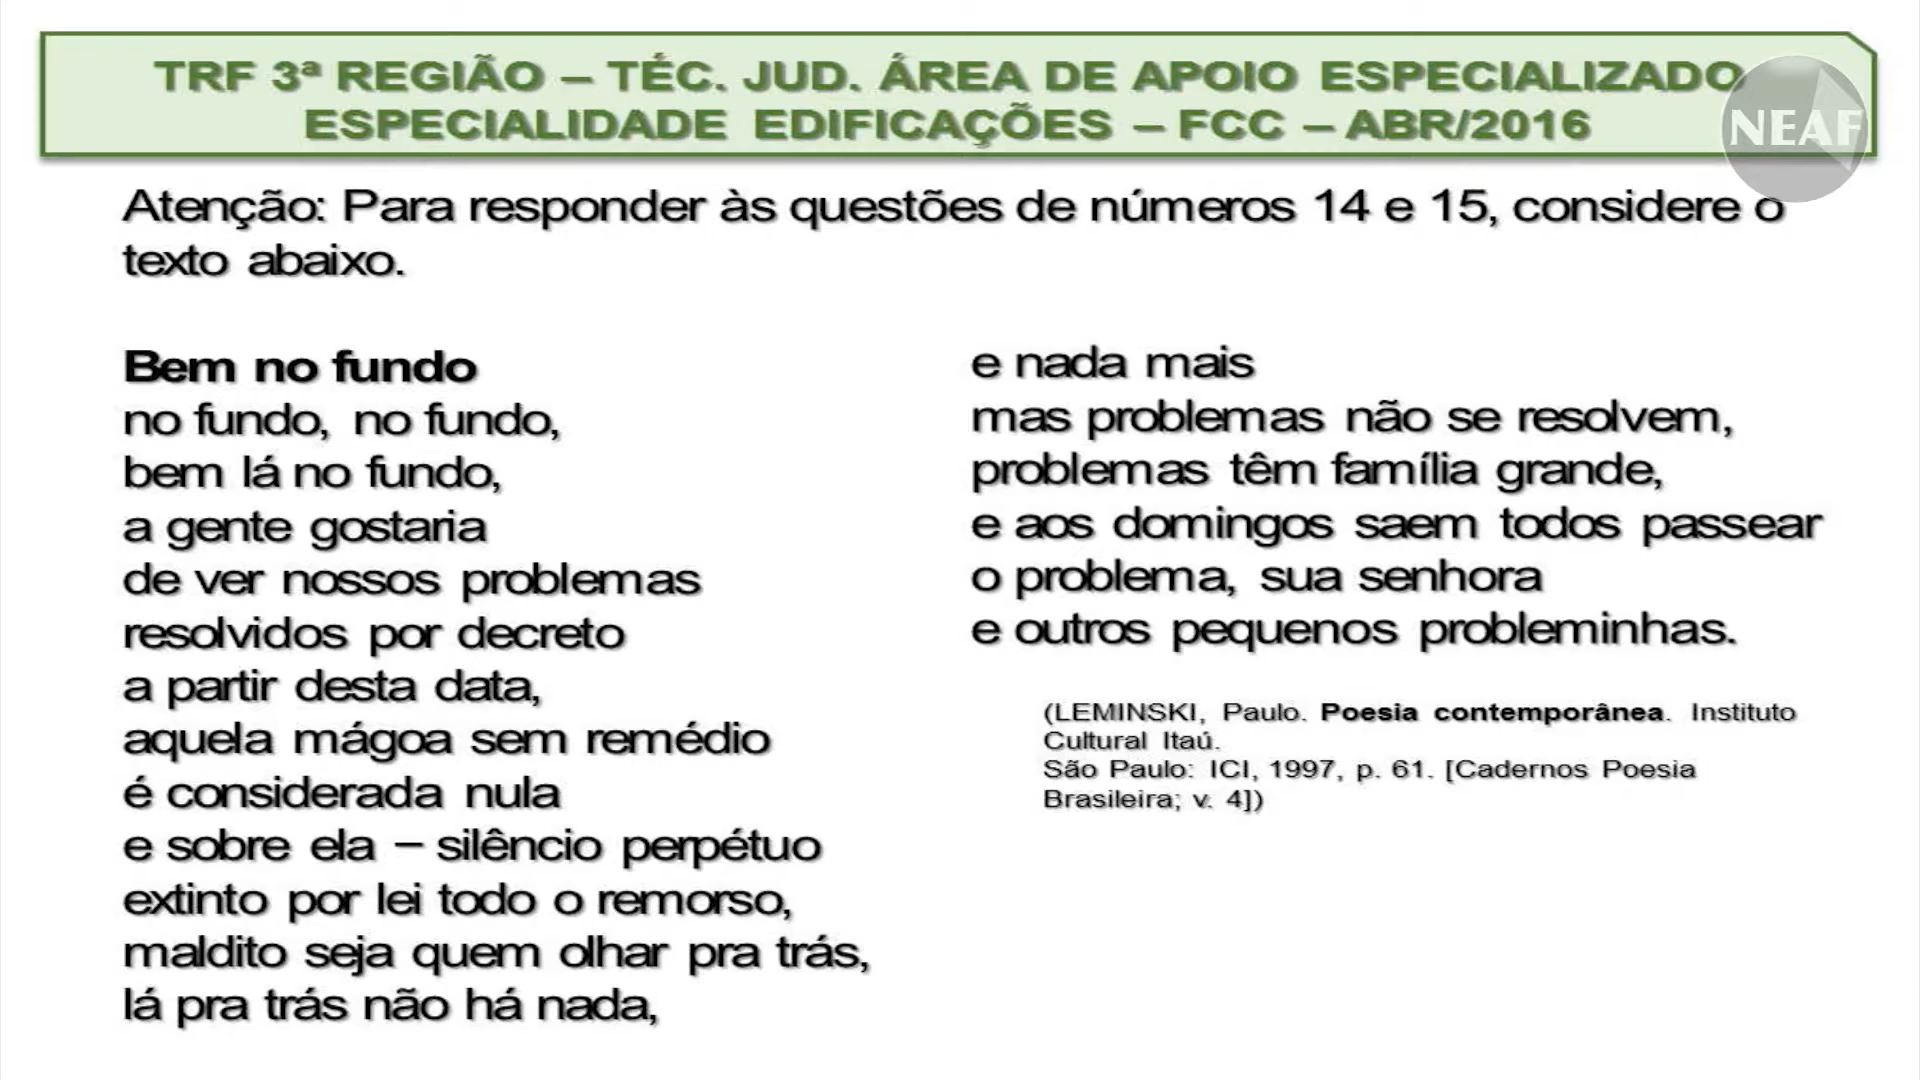 TRF 3ª REGIÃO – TÉC. JUD. ÁREA DE APOIO ESPECIALIZADO
ESPECIALIDADE EDIFICAÇÕES – FCC – ABR/2016
NEAF
Atenção: Para responder às questões de números 14 e 15, considere o
texto abaixo.
Bem no fundo
no fundo, no fundo,
bem lá no fundo,
a gente gostaria
de ver nossos problemas
resolvidos por decreto
a partir desta data,
aquela mágoa sem remédio
é considerada nula
e sobre ela − silêncio perpétuo
extinto por lei todo o remorso,
maldito seja quem olhar pra trás,
lá pra trás não há nada,
e nada mais
mas problemas não se resolvem,
problemas têm família grande,
e aos domingos saem todos passear
o problema, sua senhora
e outros pequenos probleminhas.
(LEMINSKI, Paulo. Poesia contemporânea. Instituto
Cultural Itaú.
São Paulo: ICI, 1997, p. 61. [Cadernos Poesia
Brasileira; v. 4])